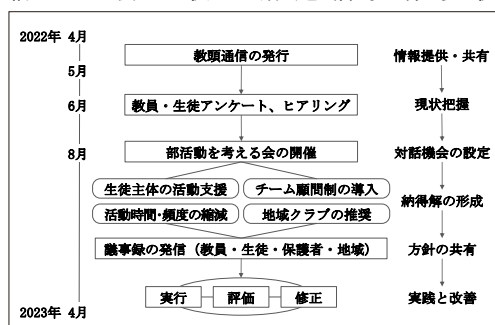 2022年 4月
教頭通信の発行
情報提供・共有
5月
6月
教員・生徒アンケート、ヒアリング
現状把握
8月
部活動を考える会の開催
対話機会の設定
生徒主体の活動支援
チーム顧問制の導入
納得解の形成
活動時間・頻度の縮減
地域クラブの推奨
議事録の発信（教員・生徒・保護者・地域）
方針の共有
実行
評価
修正
実践と改善
2023年 4月